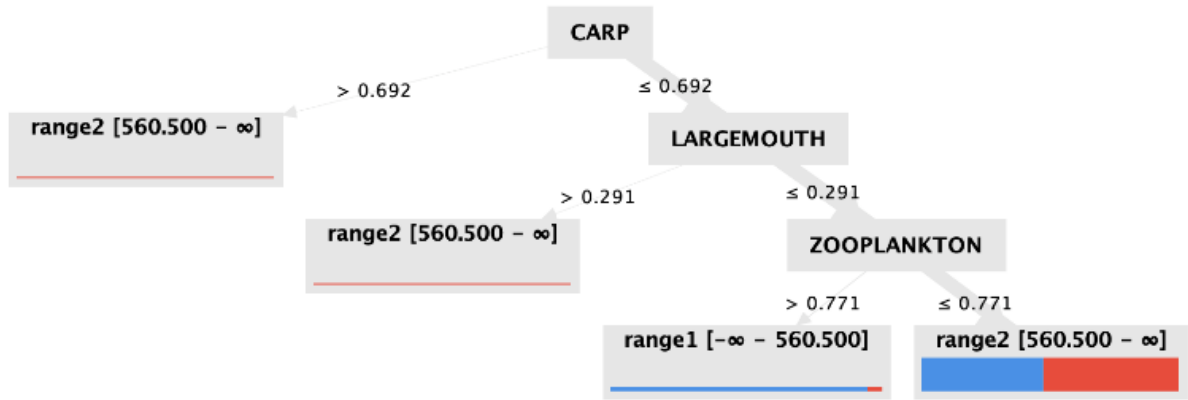 CARP
> 0.692
≤ 0.692
range2 [560.500 – ∞]
LARGEMOUTH
> 0.291
≤ 0.291
range2 [560.500 – ∞]
ZOOPLANKTON
> 0.771
≤ 0.771
range1 [-∞ – 560.500]
range2 [560.500 – ∞]